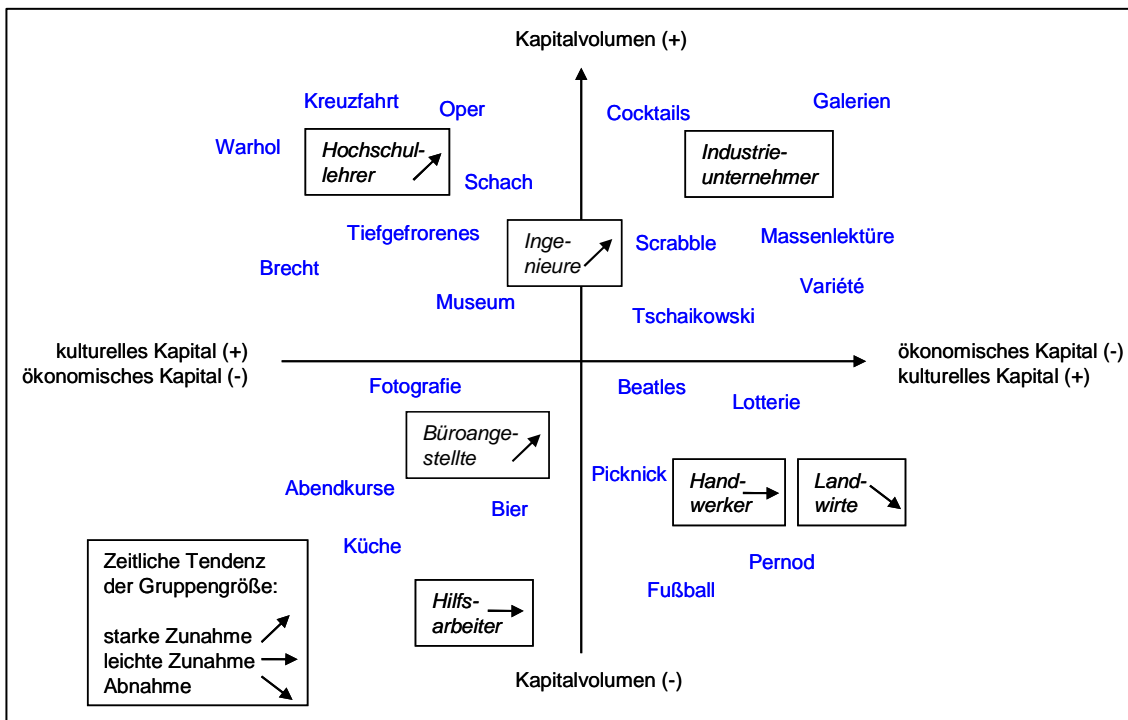 Kapitalvolumen (+)
Kreuzfahrt
Oper
Cocktails
Galerien
Warhol
Hochschul-
lehrer
Industrie-
unternehmer
Schach
Tiefgefrorenes
Inge-
nieure
Scrabble
Massenlektüre
Brecht
Variété
Museum
Tschaikowski
kulturelles Kapital (+)
ökonomisches Kapital (-)
ökonomisches Kapital (-)
kulturelles Kapital (+)
Fotografie
Beatles
Lotterie
Büroange-
stellte
Abendkurse
Bier
Picknick
Hand-
werker
Land-
wirte
Küche
Pernod
Fußball
Zeitliche Tendenz
der Gruppengröße:
starke Zunahme
leichte Zunahme
Abnahme
Hilfs-
arbeiter
Kapitalvolumen (-)